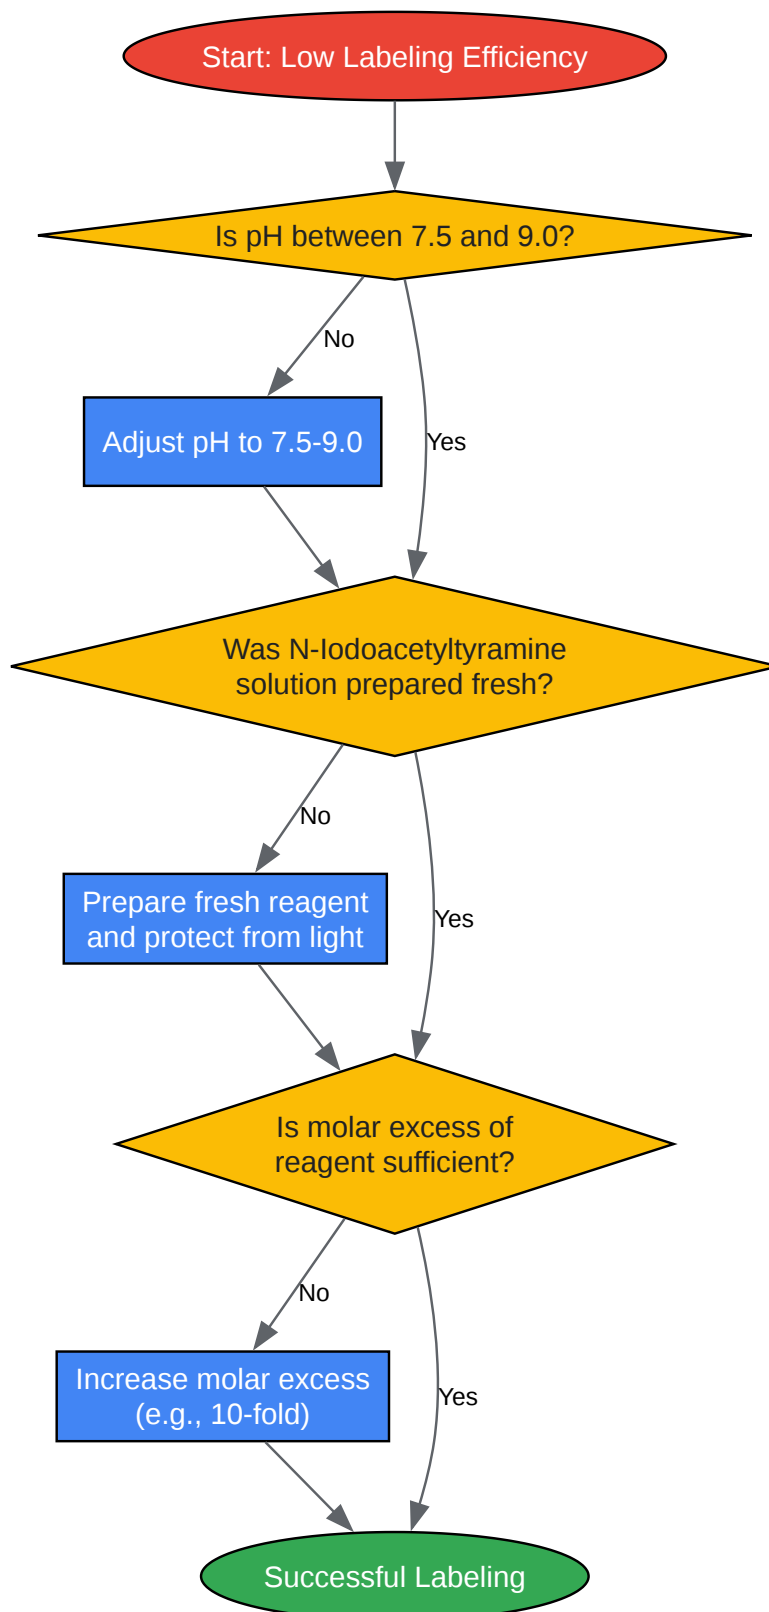 Start: Low Labeling Efficiency
Is pH between 7.5 and 9.0?
No
Adjust pH to 7.5-9.0
Yes
Was N-Iodoacetyltyramine
solution prepared fresh?
No
Prepare fresh reagent
and protect from light
Yes
Is molar excess of
reagent sufficient?
No
Increase molar excess
(e.g., 10-fold)
Yes
Successful Labeling